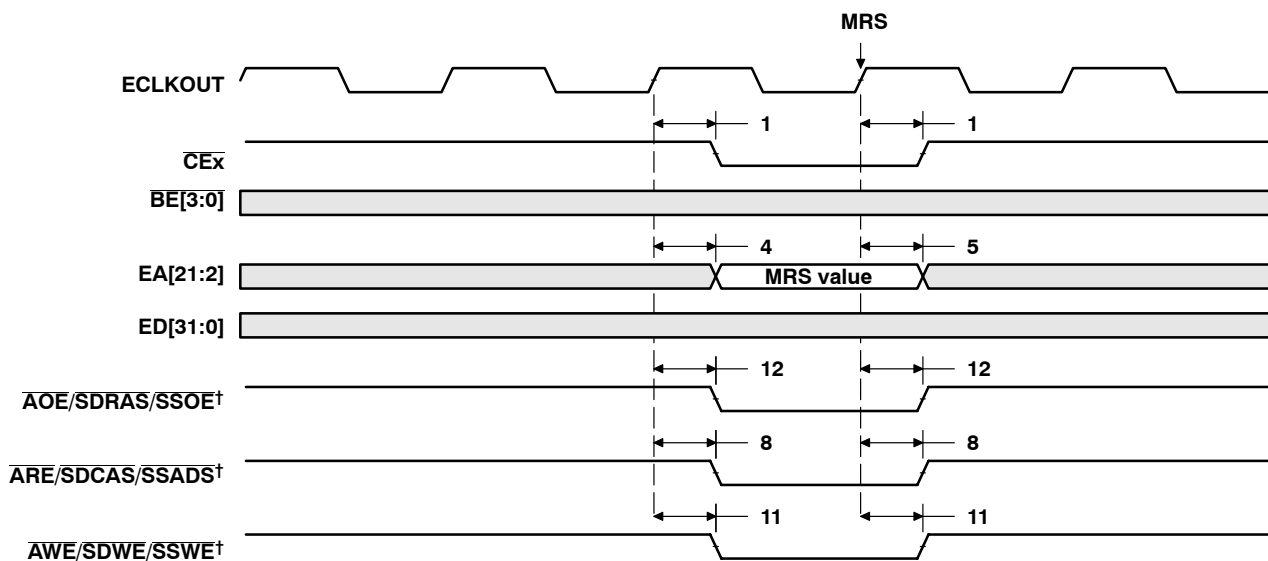 MRS
ECLKOUT
1 1
CEx
BE[3:0]
4 5
EA[21:2] MRS value
ED[31:0]
12 12
AOE/SDRAS/SSOE†
8 8
ARE/SDCAS/SSADS†
11 11
AWE/SDWE/SSWE†